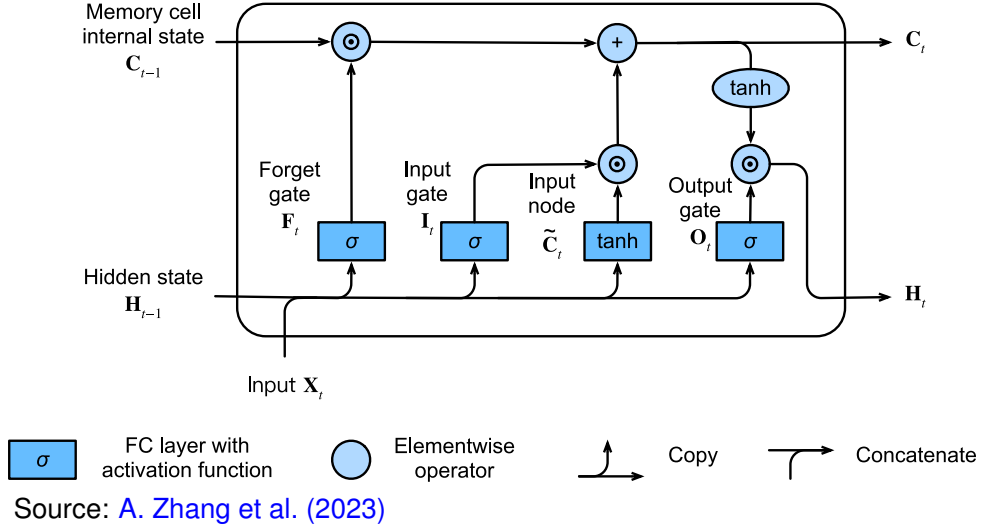 Memory cell
internal state
C_{t−1}
⊙
+
C_t
tanh
⊙
⊙
Forget
gate
F_t
Input
gate
I_t
Input
node
C̃_t
Output
gate
O_t
σ
σ
tanh
σ
Hidden state
H_{t−1}
H_t
Input X_t
σ
FC layer with
activation function
Elementwise
operator
Copy
Concatenate
Source: A. Zhang et al. (2023)